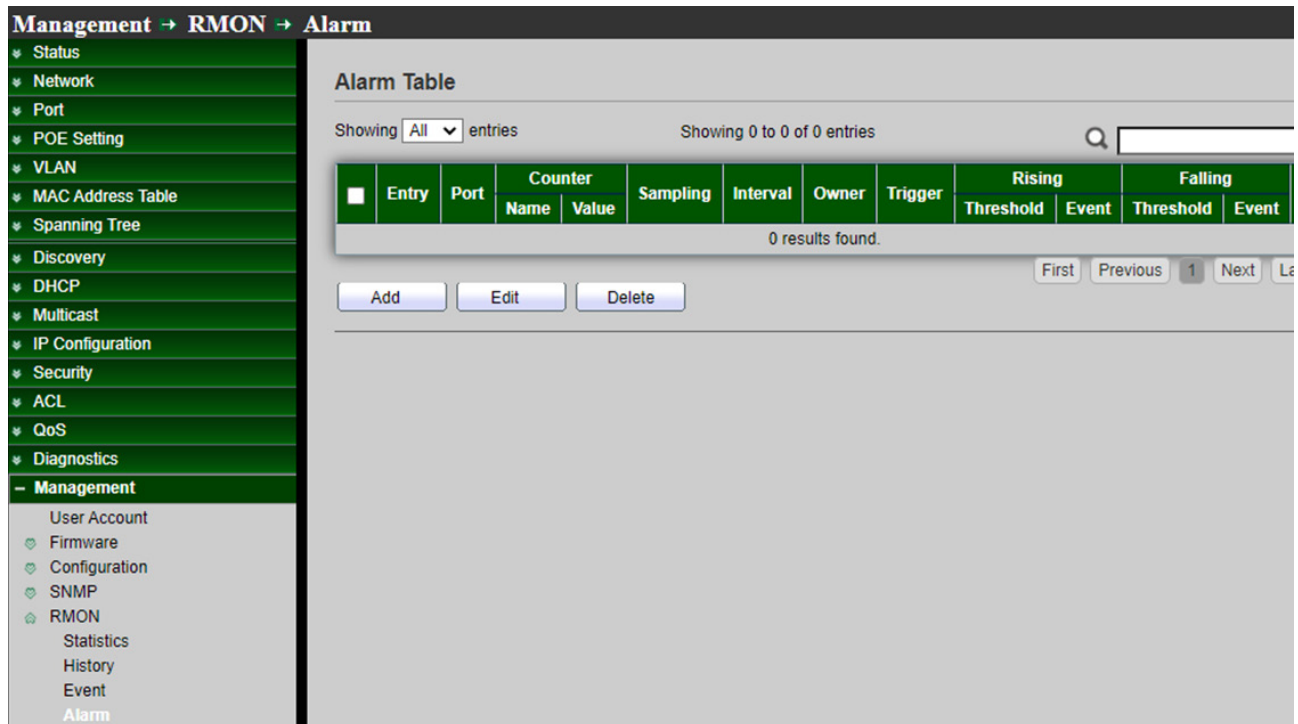 Management → RMON → Alarm
Status
Network
Port
POE Setting
VLAN
MAC Address Table
Spanning Tree
Discovery
DHCP
Multicast
IP Configuration
Security
ACL
QoS
Diagnostics
Management
User Account
Firmware
Configuration
SNMP
RMON
Statistics
History
Event
Alarm
Alarm Table
Showing All entries
Showing 0 to 0 of 0 entries
Entry Port Counter Sampling Interval Owner Trigger Rising Falling
Name Value Threshold Event Threshold Event
0 results found.
First Previous 1 Next La
Add Edit Delete